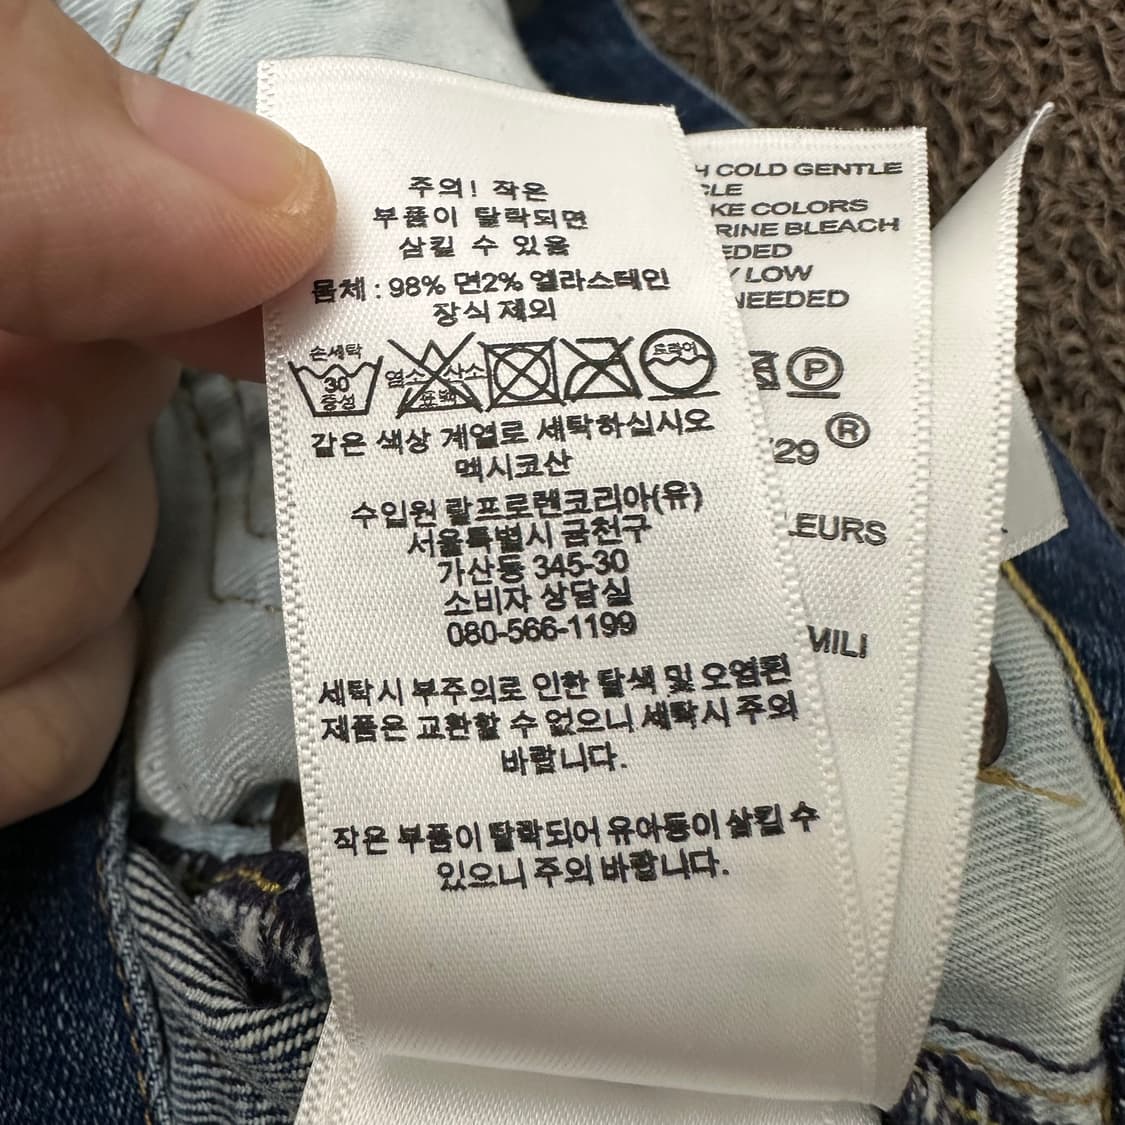 주의! 작은
부품이 탈락되면
삼킬 수 있음
몸체 : 98% 면2% 엘라스테인
장식 제외
손세탁
30
중성
염소 산소
표백
드라이
같은 색상 계열로 세탁하십시오
멕시코산
수입원 랄프로렌코리아(유)
서울특별시 금천구
가산동 345-30
소비자 상담실
080-566-1199
세탁시 부주의로 인한 탈색 및 오염된
제품은 교환할 수 없으니 세탁시 주의
바랍니다.
작은 부품이 탈락되어 유아등이 삼킬 수
있으니 주의 바랍니다.
COLD GENTLE
COLORS
BLEACH
LOW
NEEDED
P
29 ®